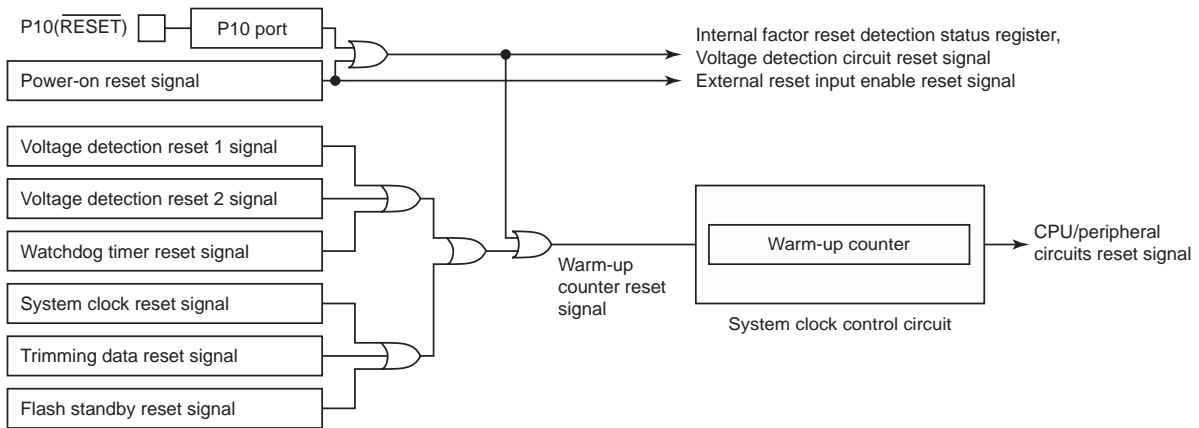 P10(RESET)
P10 port
Internal factor reset detection status register,
Voltage detection circuit reset signal
Power-on reset signal
External reset input enable reset signal
Voltage detection reset 1 signal
Voltage detection reset 2 signal
Watchdog timer reset signal
System clock reset signal
Trimming data reset signal
Flash standby reset signal
Warm-up
counter reset
signal
Warm-up counter
System clock control circuit
CPU/peripheral
circuits reset signal